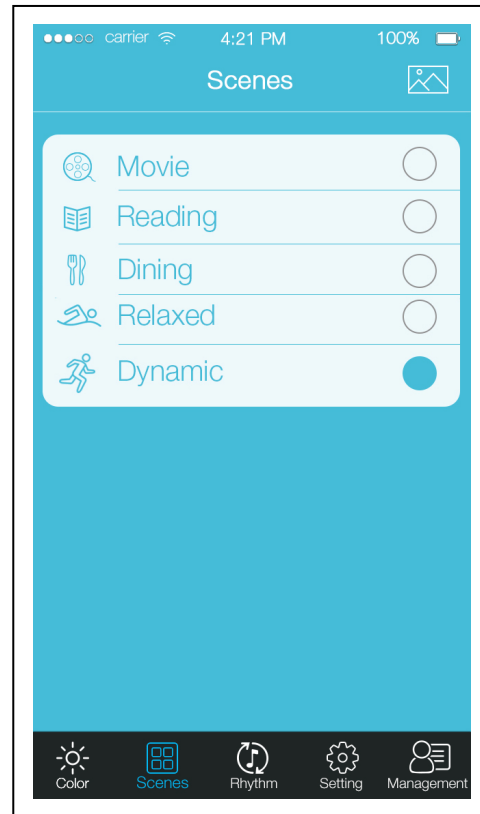 carrier 4:21 PM 100%
Scenes
Movie
Reading
Dining
Relaxed
Dynamic
Color Scenes Rhythm Setting Management